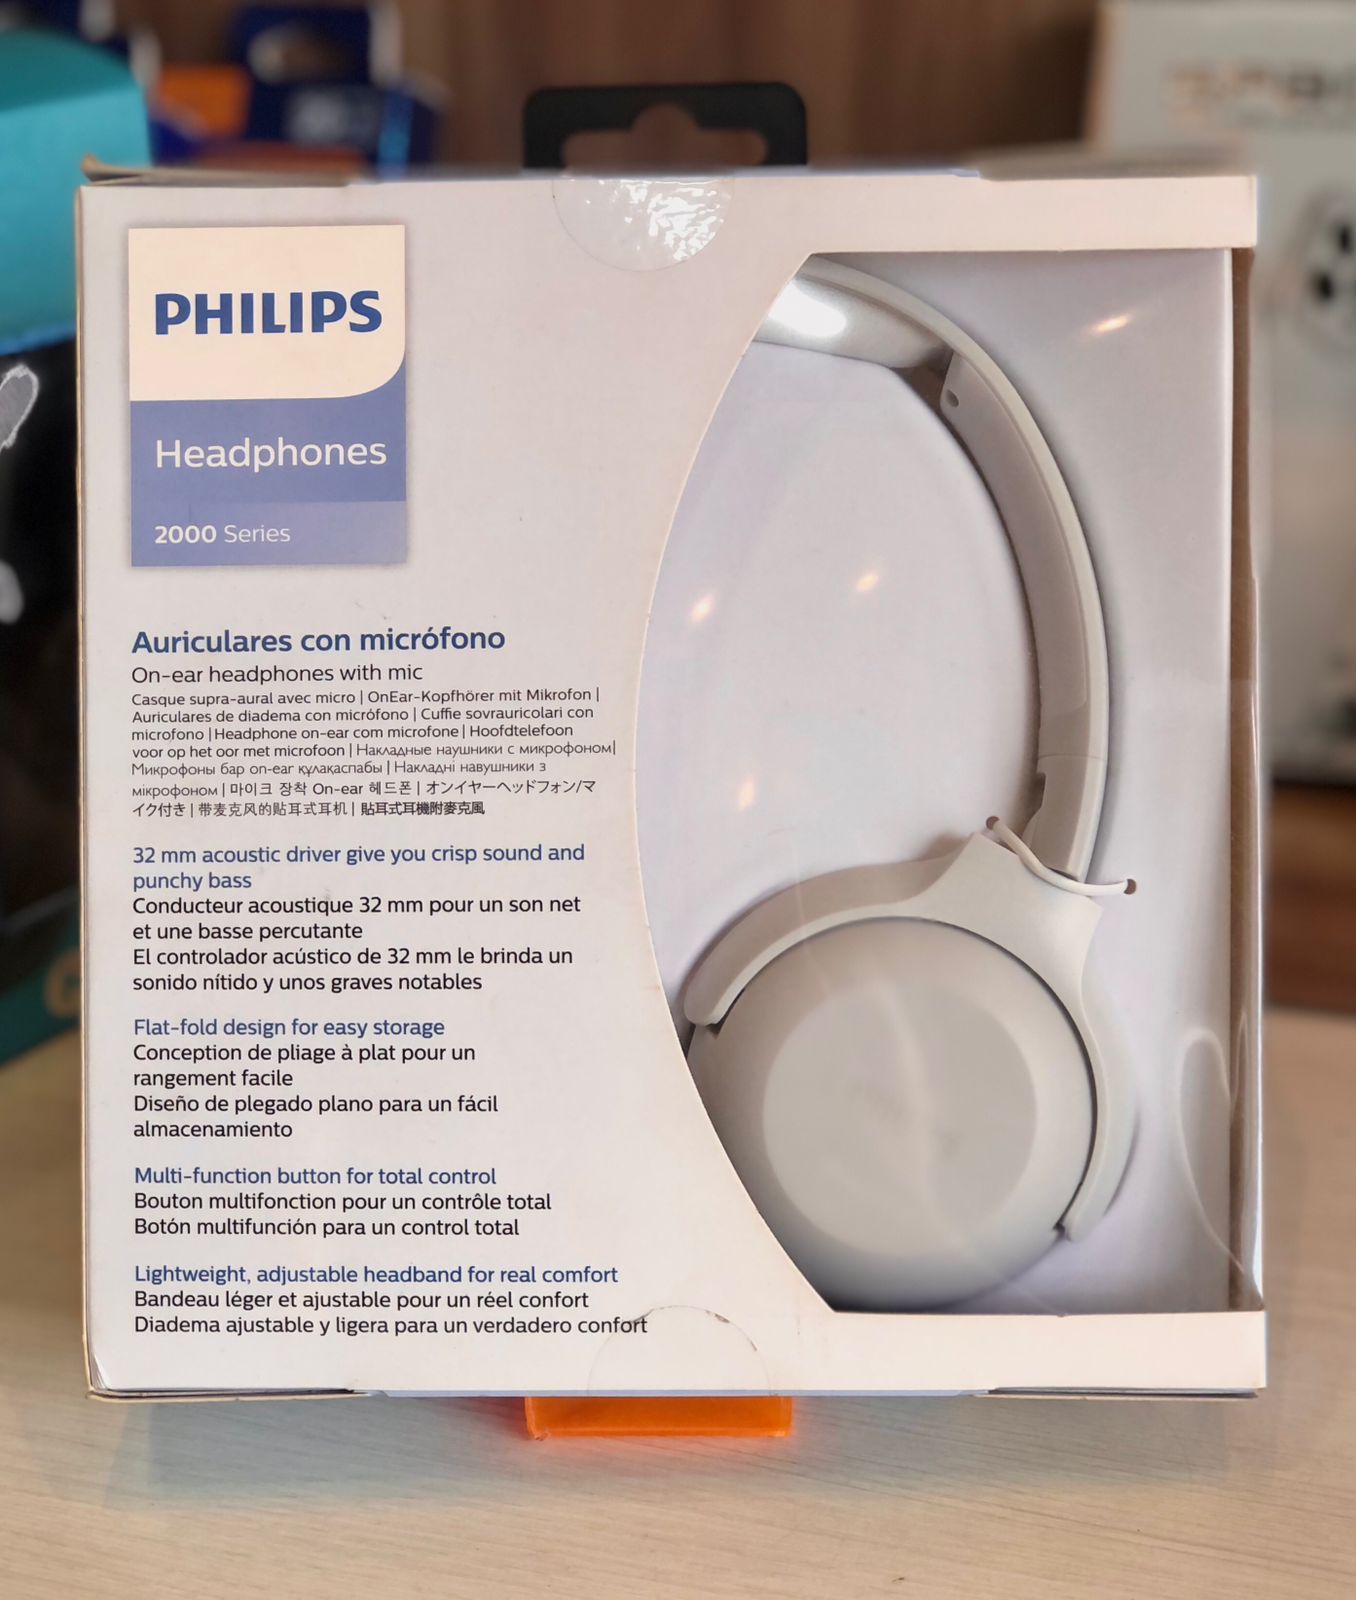 PHILIPS
Headphones
2000 Series
Auriculares con micrófono
On-ear headphones with mic
Casque supra-aural avec micro | OnEar-Kopfhörer mit Mikrofon |
Auriculares de diadema con micrófono | Cuffie sovrauricolari con
microfono | Headphone on-ear com microfone | Hoofdtelefoon
voor op het oor met microfoon | Накладные наушники с микрофоном|
Микрофоны бар on-ear құлақаспабы | Накладні навушники з
мікрофоном | 마이크 장착 On-ear 헤드폰 | オンイヤーヘッドフォン/マ
イク付き | 带麦克风的贴耳式耳机 | 貼耳式耳機附麥克風
32 mm acoustic driver give you crisp sound and
punchy bass
Conducteur acoustique 32 mm pour un son net
et une basse percutante
El controlador acústico de 32 mm le brinda un
sonido nítido y unos graves notables
Flat-fold design for easy storage
Conception de pliage à plat pour un
rangement facile
Diseño de plegado plano para un fácil
almacenamiento
Multi-function button for total control
Bouton multifonction pour un contrôle total
Botón multifunción para un control total
Lightweight, adjustable headband for real comfort
Bandeau léger et ajustable pour un réel confort
Diadema ajustable y ligera para un verdadero confort